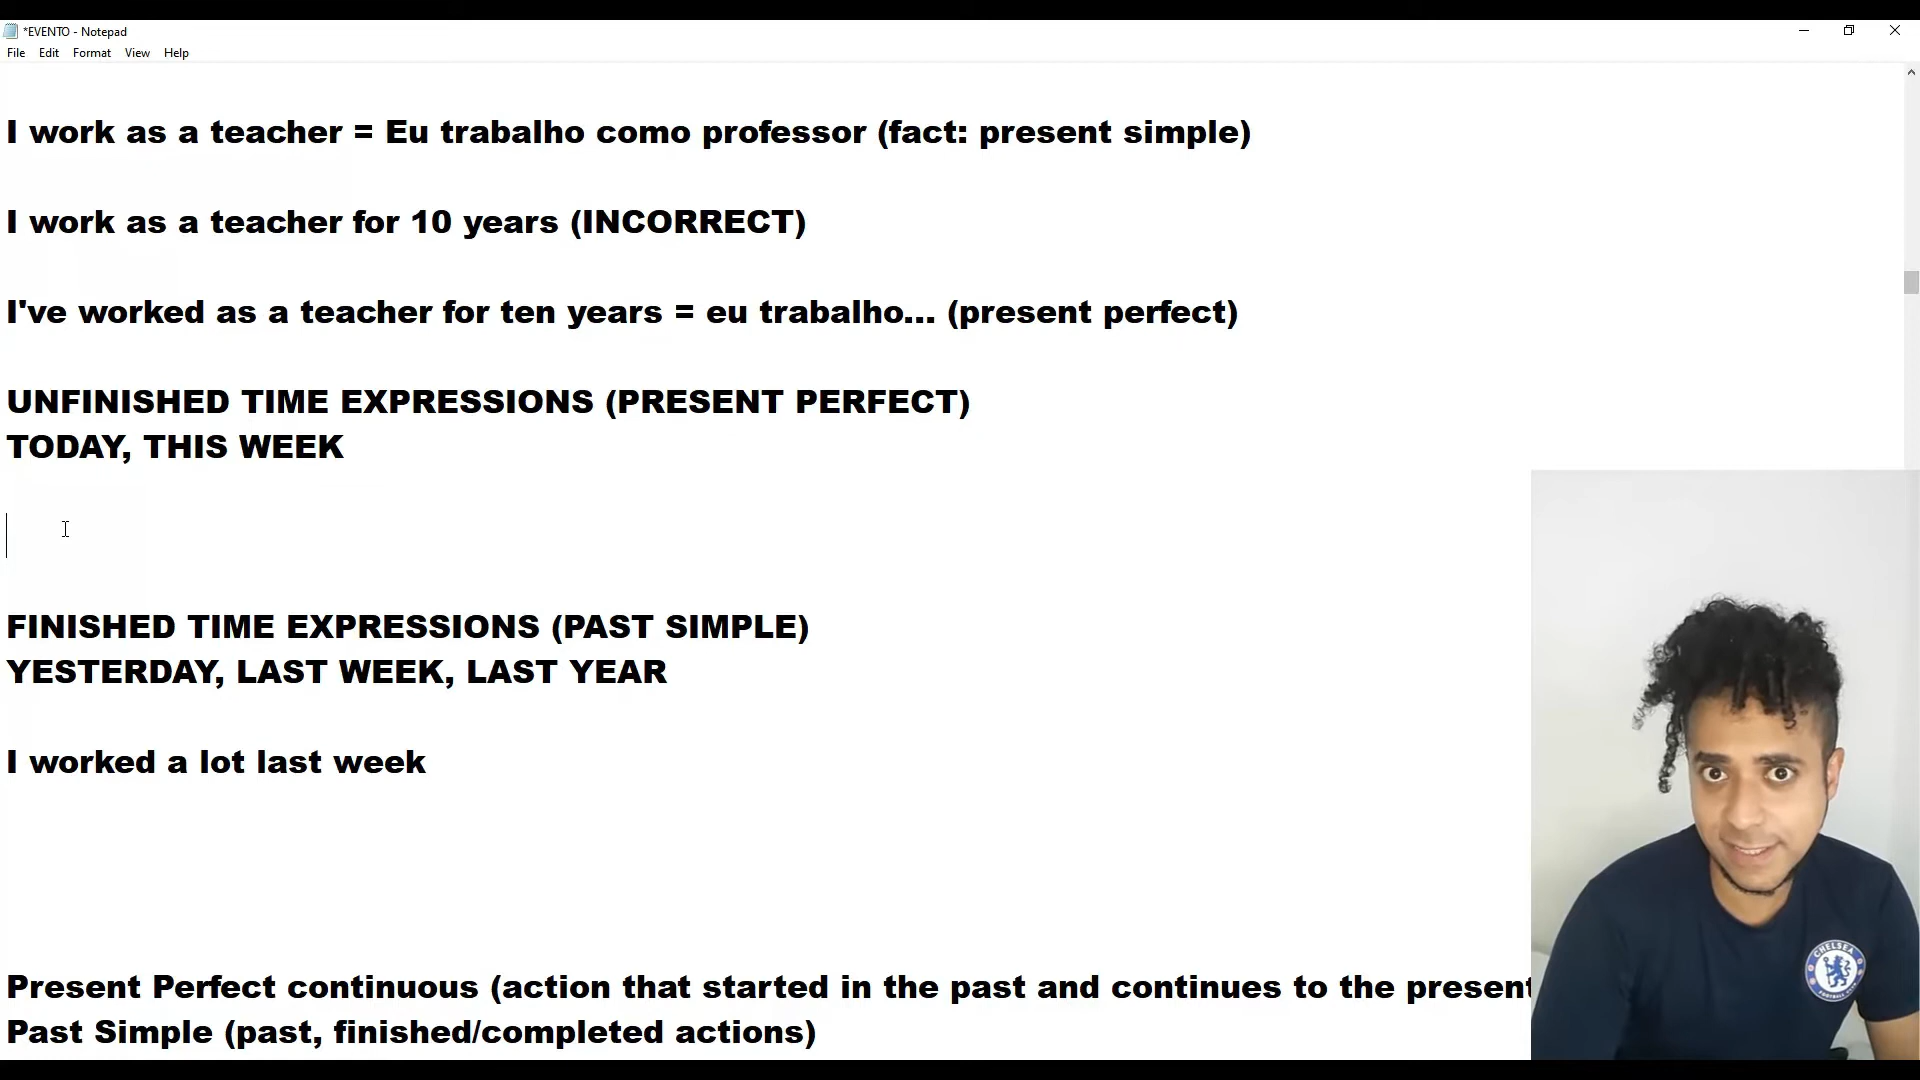 *EVENTO - Notepad
File Edit Format View Help
I work as a teacher = Eu trabalho como professor (fact: present simple)
I work as a teacher for 10 years (INCORRECT)
I've worked as a teacher for ten years = eu trabalho... (present perfect)
UNFINISHED TIME EXPRESSIONS (PRESENT PERFECT)
TODAY, THIS WEEK
FINISHED TIME EXPRESSIONS (PAST SIMPLE)
YESTERDAY, LAST WEEK, LAST YEAR
I worked a lot last week
Present Perfect continuous (action that started in the past and continues to the present
Past Simple (past, finished/completed actions)
CHELSEA
FOOTBALL CLUB